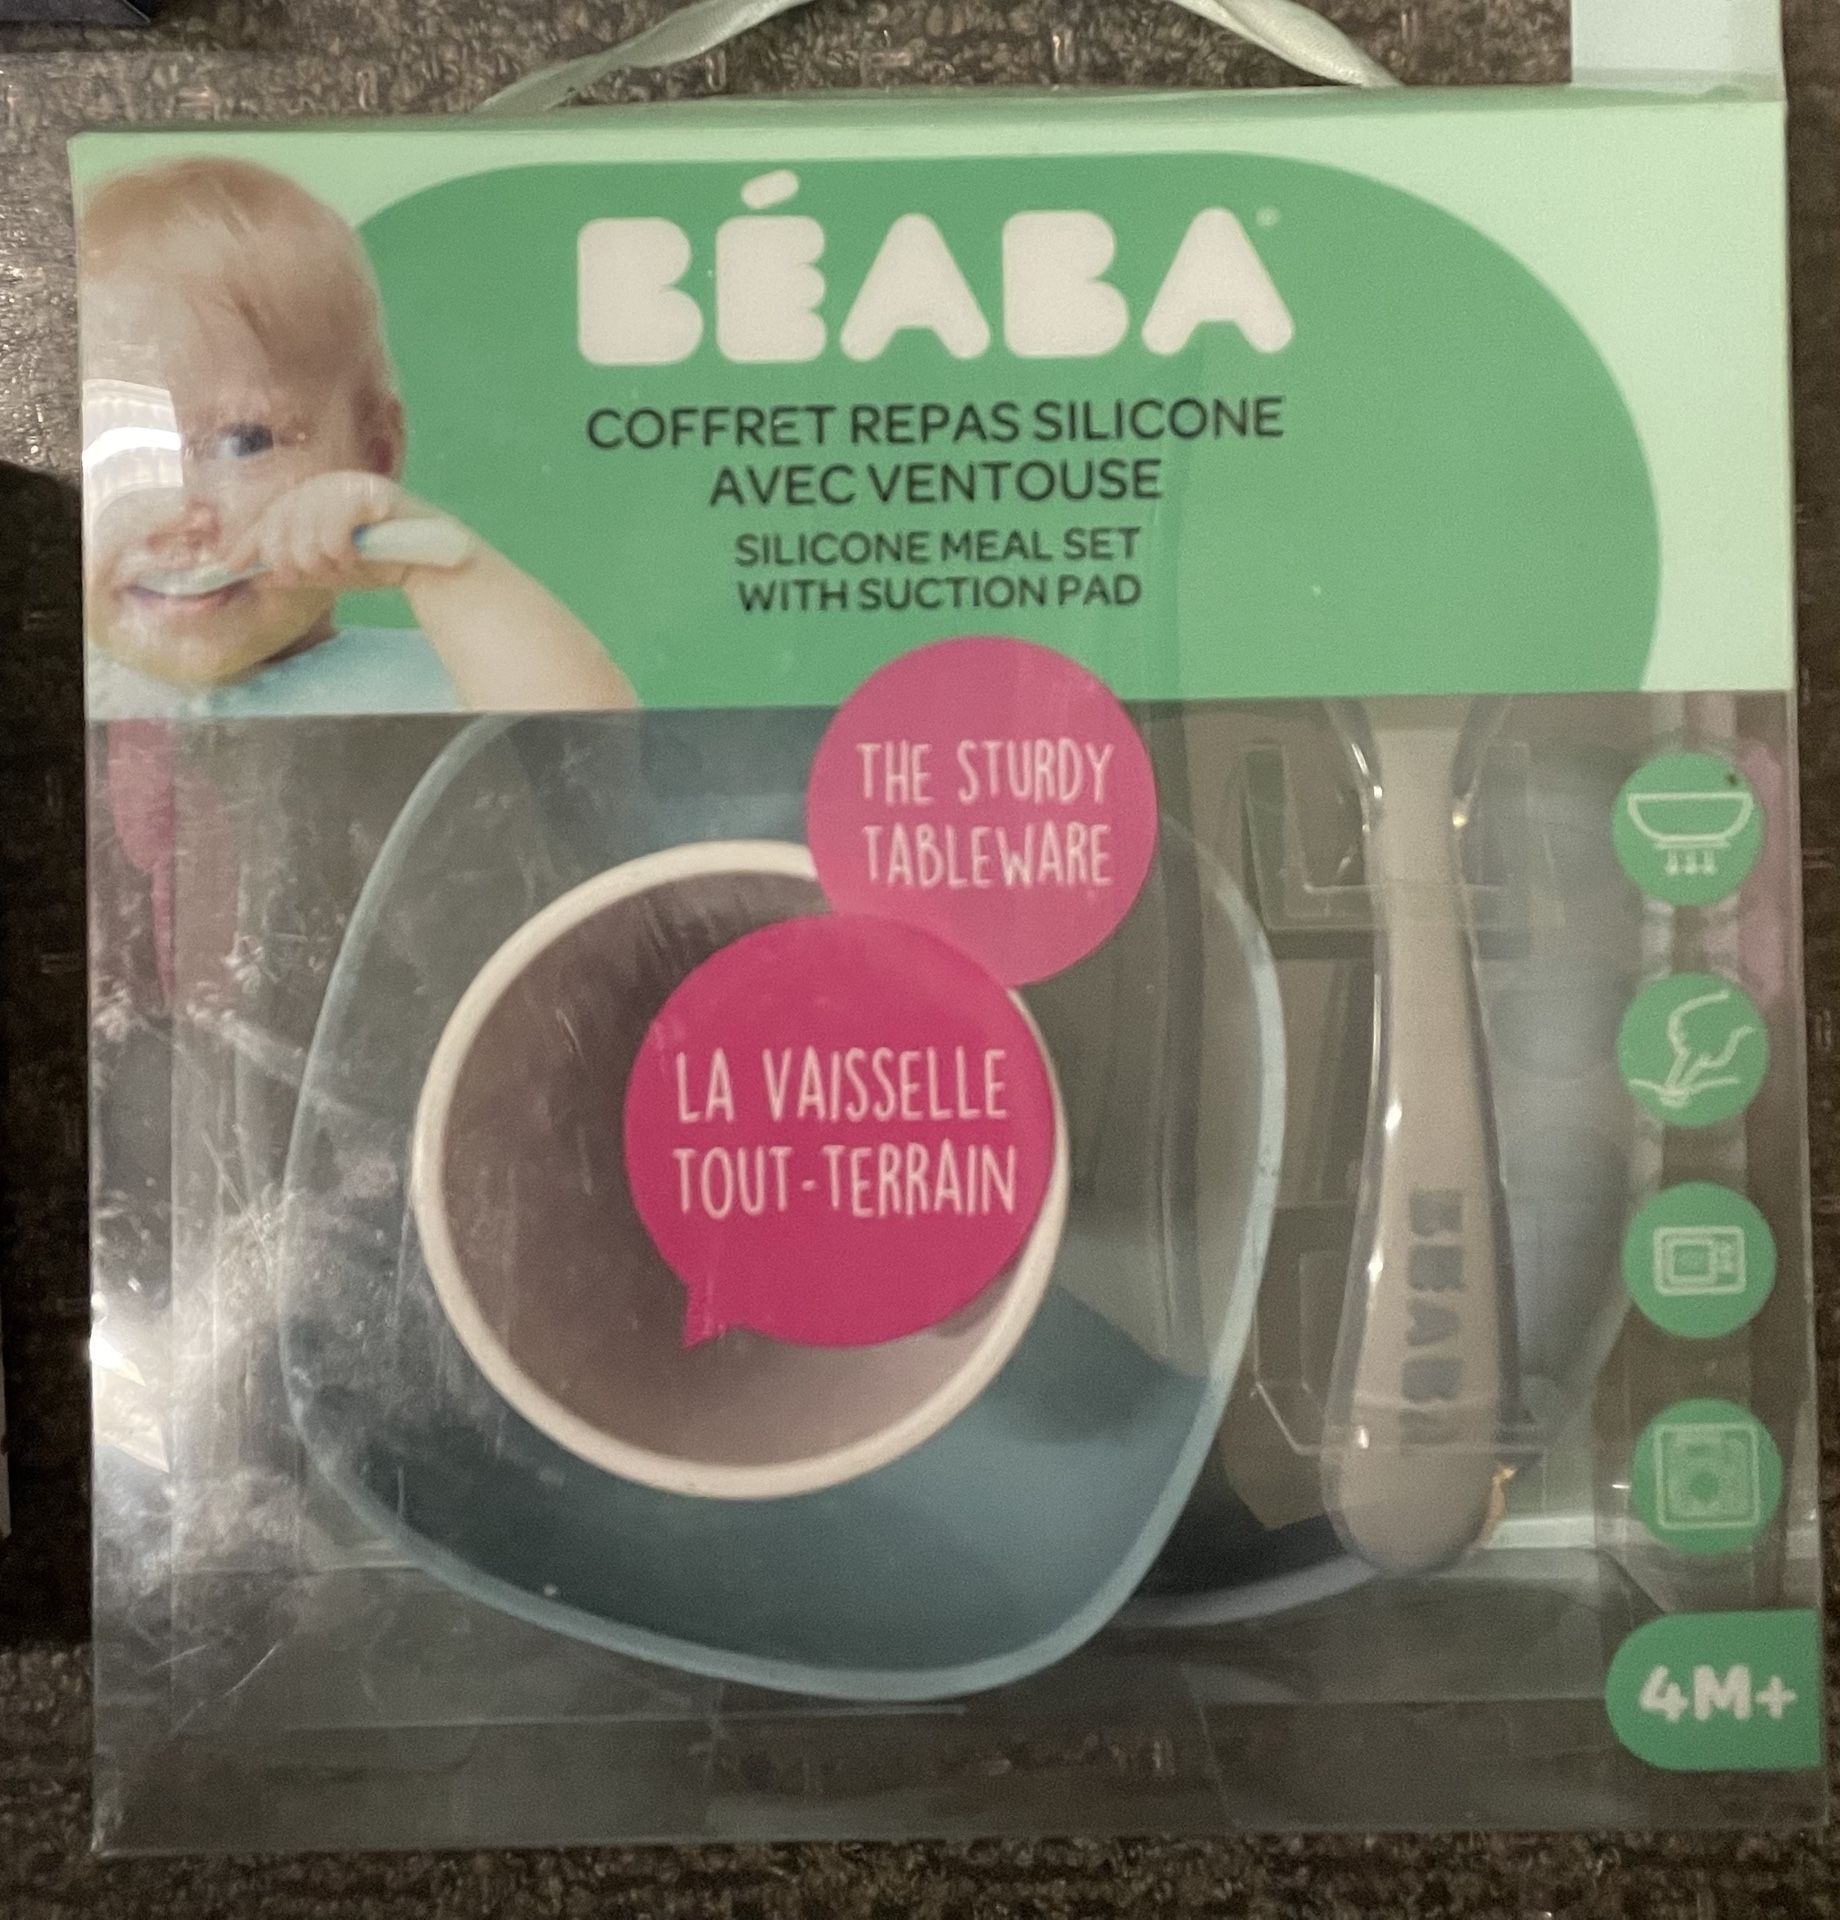 BÉABA
COFFRET REPAS SILICONE
AVEC VENTOUSE
SILICONE MEAL SET
WITH SUCTION PAD
THE STURDY
TABLEWARE
LA VAISSELLE
TOUT-TERRAIN
BÉABA
4M+